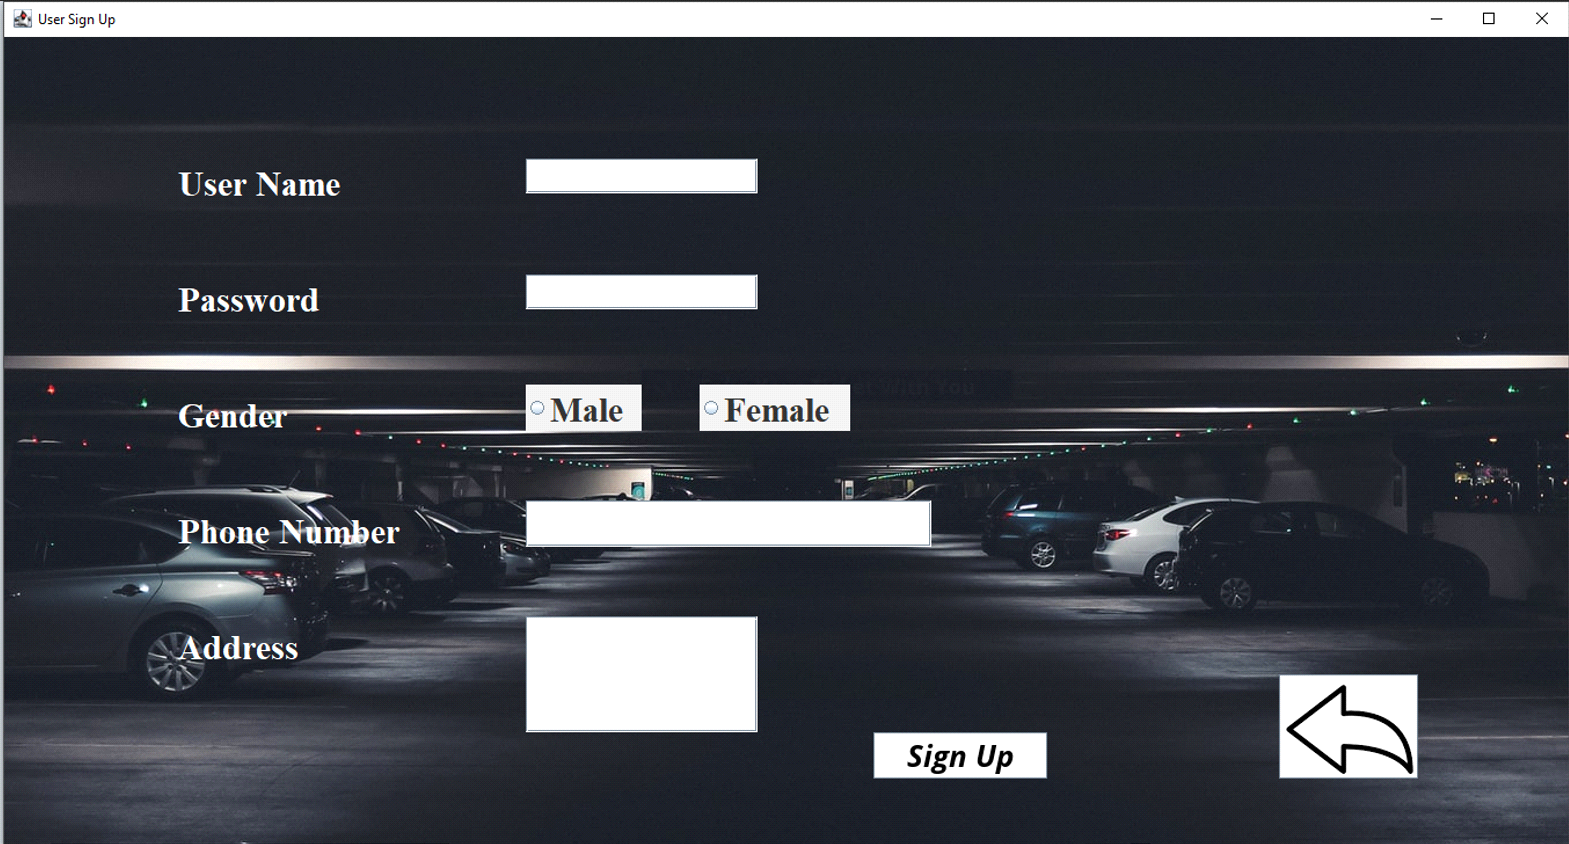 User Sign Up
User Name
Password
Gender
Male
Female
Phone Number
Address
Sign Up